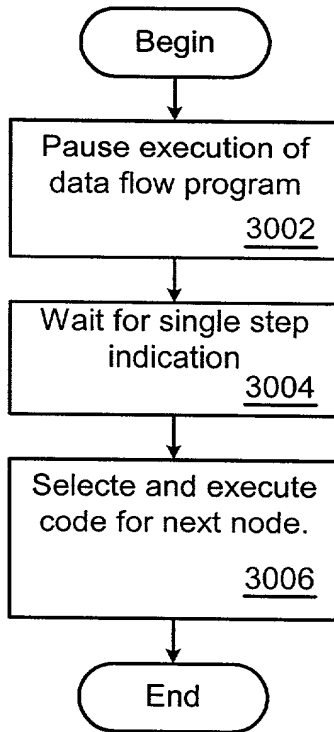 Begin
Pause execution of
data flow program
3002
Wait for single step
indication
3004
Selecte and execute
code for next node.
3006
End